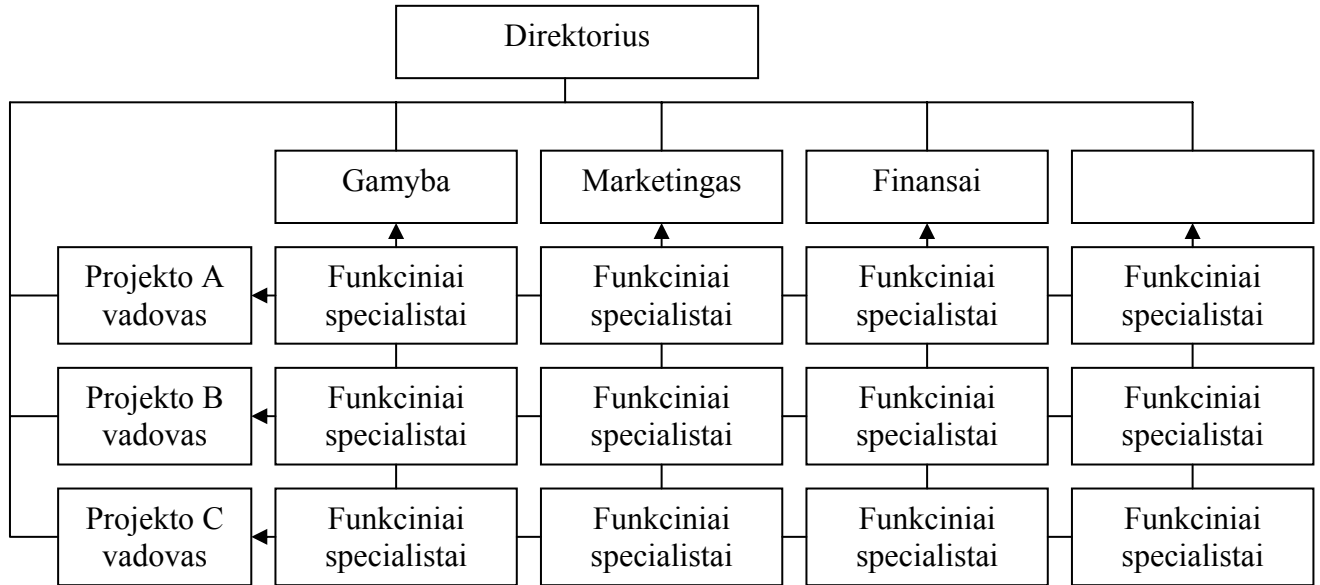 Direktorius
Gamyba
Marketingas
Finansai
Projekto A
vadovas
Funkciniai
specialistai
Funkciniai
specialistai
Funkciniai
specialistai
Funkciniai
specialistai
Projekto B
vadovas
Funkciniai
specialistai
Funkciniai
specialistai
Funkciniai
specialistai
Funkciniai
specialistai
Projekto C
vadovas
Funkciniai
specialistai
Funkciniai
specialistai
Funkciniai
specialistai
Funkciniai
specialistai